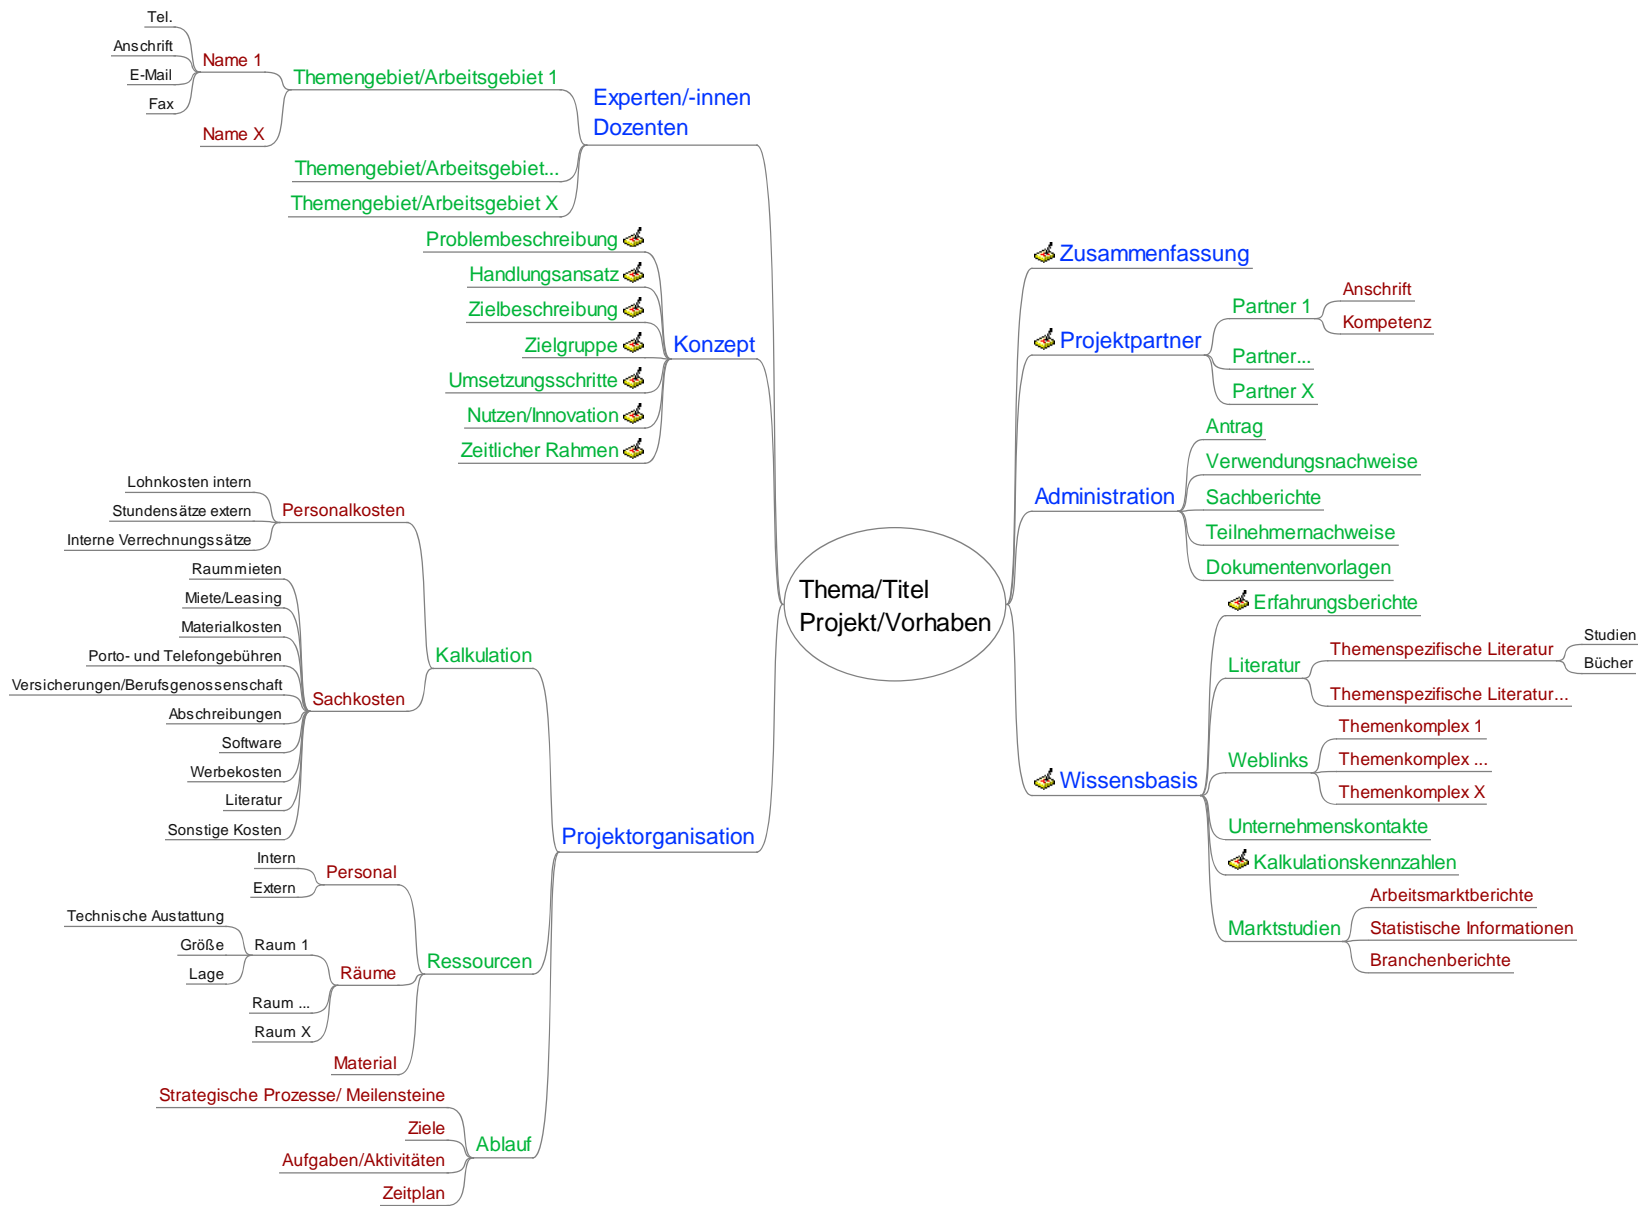 Tel.
Anschrift
E-Mail
Fax
Name 1
Name X
Themengebiet/Arbeitsgebiet 1
Themengebiet/Arbeitsgebiet...
Themengebiet/Arbeitsgebiet X
Experten/-innen
Dozenten
Problembeschreibung
Handlungsansatz
Zielbeschreibung
Zielgruppe
Umsetzungsschritte
Nutzen/Innovation
Zeitlicher Rahmen
Konzept
Lohnkosten intern
Stundensätze extern
Interne Verrechnungssätze
Personalkosten
Raummieten
Miete/Leasing
Materialkosten
Porto- und Telefongebühren
Versicherungen/Berufsgenossenschaft
Abschreibungen
Software
Werbekosten
Literatur
Sonstige Kosten
Sachkosten
Kalkulation
Intern
Extern
Personal
Technische Austattung
Größe
Lage
Raum 1
Raum ...
Raum X
Räume
Material
Ressourcen
Strategische Prozesse/ Meilensteine
Ziele
Aufgaben/Aktivitäten
Zeitplan
Ablauf
Projektorganisation
Thema/Titel
Projekt/Vorhaben
Zusammenfassung
Projektpartner
Partner 1
Anschrift
Kompetenz
Partner...
Partner X
Administration
Antrag
Verwendungsnachweise
Sachberichte
Teilnehmernachweise
Dokumentenvorlagen
Wissensbasis
Erfahrungsberichte
Literatur
Themenspezifische Literatur
Studien
Bücher
Themenspezifische Literatur...
Weblinks
Themenkomplex 1
Themenkomplex ...
Themenkomplex X
Unternehmenskontakte
Kalkulationskennzahlen
Marktstudien
Arbeitsmarktberichte
Statistische Informationen
Branchenberichte